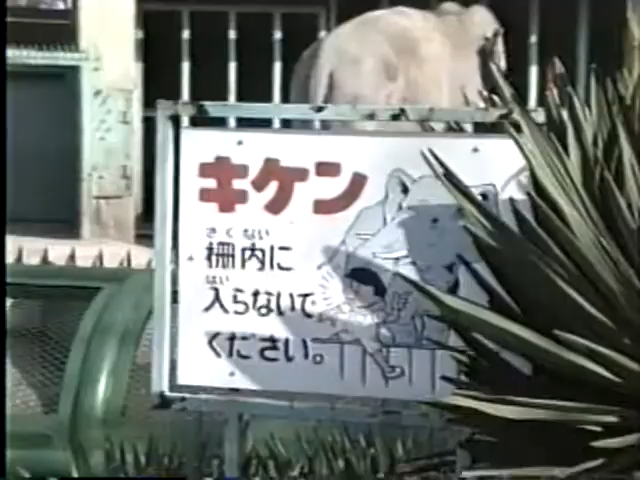 キケン
さくない
柵内に
はい
入らないで
ください。